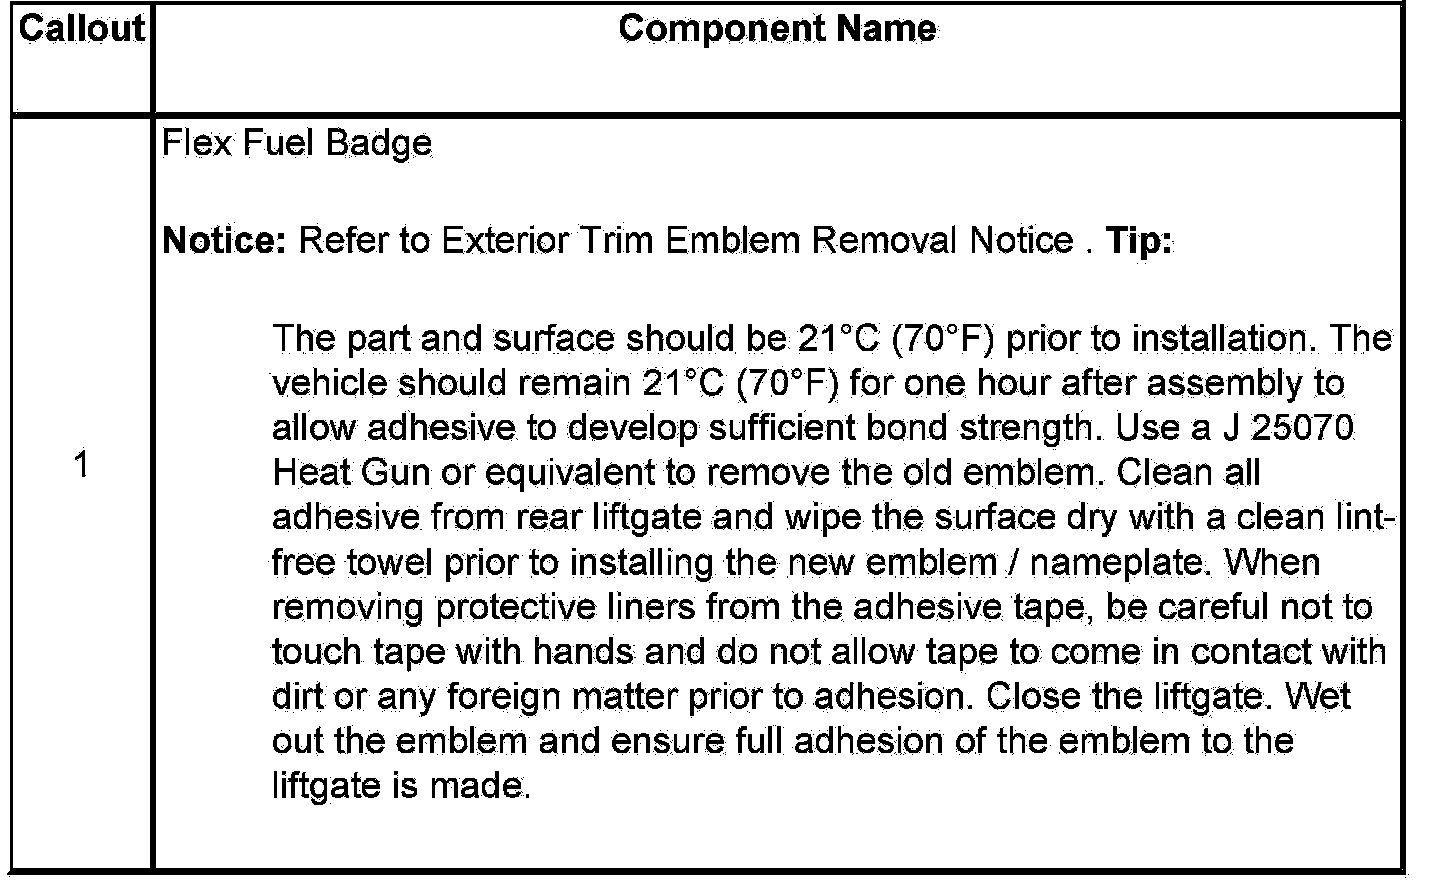 Callout Component Name
Flex Fuel Badge
Notice: Refer to Exterior Trim Emblem Removal Notice . Tip:
The part and surface should be 21°C (70°F) prior to installation. The
vehicle should remain 21°C (70°F) for one hour after assembly to
allow adhesive to develop sufficient bond strength. Use a J 25070
1
Heat Gun or equivalent to remove the old emblem. Clean all
adhesive from rear liftgate and wipe the surface dry with a clean lint-
free towel prior to installing the new emblem / nameplate. When
removing protective liners from the adhesive tape, be careful not to
touch tape with hands and do not allow tape to come in contact with
dirt or any foreign matter prior to adhesion. Close the liftgate. Wet
out the emblem and ensure full adhesion of the emblem to the
liftgate is made.